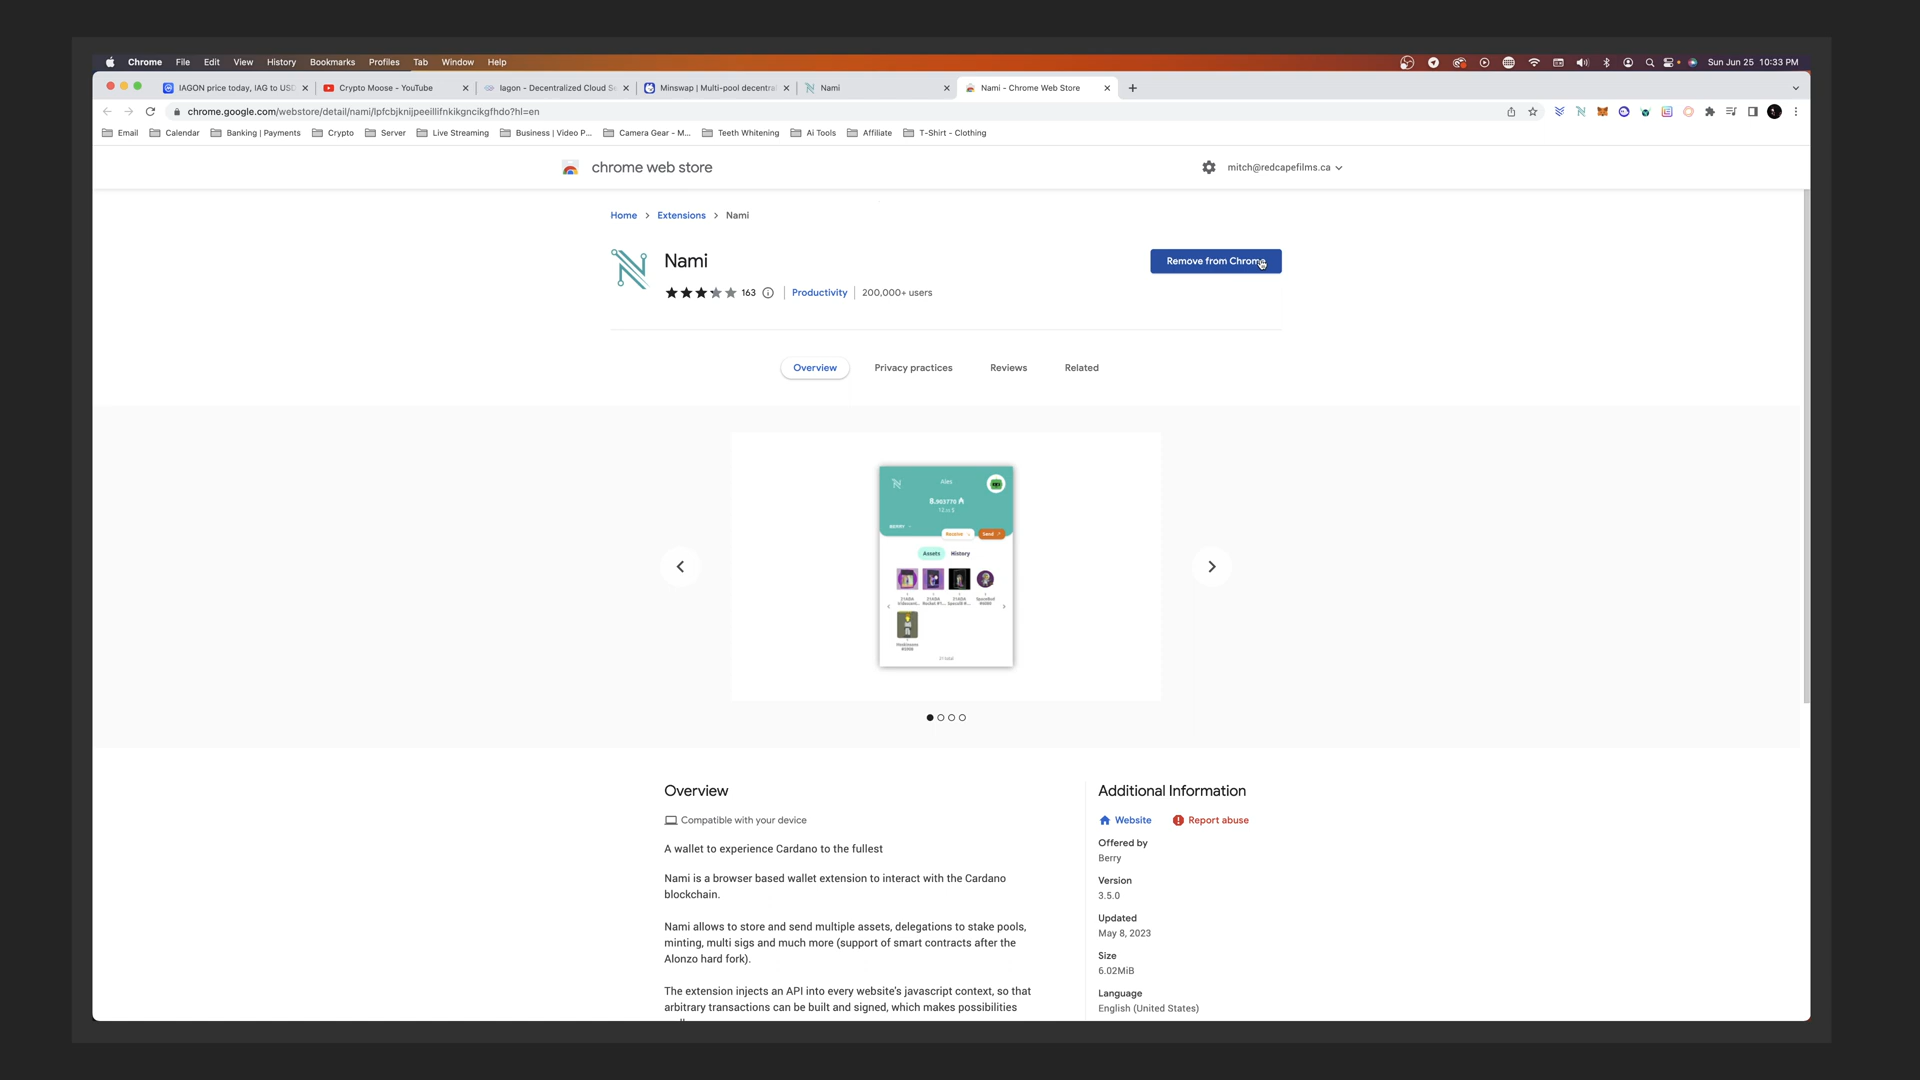 Chrome File Edit View History Bookmarks Profiles Tab Window Help Sun Jun 25 10:33 PM
IAGON price today, IAG to USD Crypto Moose - YouTube Iagon - Decentralized Cloud S Minswap | Multi-pool decentra Nami Nami - Chrome Web Store
chrome.google.com/webstore/detail/nami/lpfcbjknijpeeillifnkikgncikgfhdo?hl=en
Email Calendar Banking | Payments Crypto Server Live Streaming Business | Video P... Camera Gear - M... Teeth Whitening Ai Tools Affiliate T-Shirt - Clothing
chrome web store mitch@redcapefilms.ca
Home > Extensions > Nami
Nami
Remove from Chrome
163 Productivity 200,000+ users
Overview Privacy practices Reviews Related
Alex
8.903770
BERRY
Receive Send
Assets History
Overview
Compatible with your device
A wallet to experience Cardano to the fullest
Nami is a browser based wallet extension to interact with the Cardano
blockchain.
Nami allows to store and send multiple assets, delegations to stake pools,
minting, multi sigs and much more (support of smart contracts after the
Alonzo hard fork).
The extension injects an API into every website's javascript context, so that
arbitrary transactions can be built and signed, which makes possibilities
Additional Information
Website Report abuse
Offered by
Berry
Version
3.5.0
Updated
May 8, 2023
Size
6.02MiB
Language
English (United States)